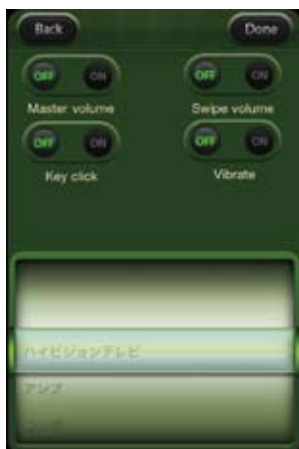 Back Done
OFF ON OFF ON
Master volume Swipe volume
OFF ON OFF ON
Key click Vibrate
ハイビジョンテレビ
アンプ